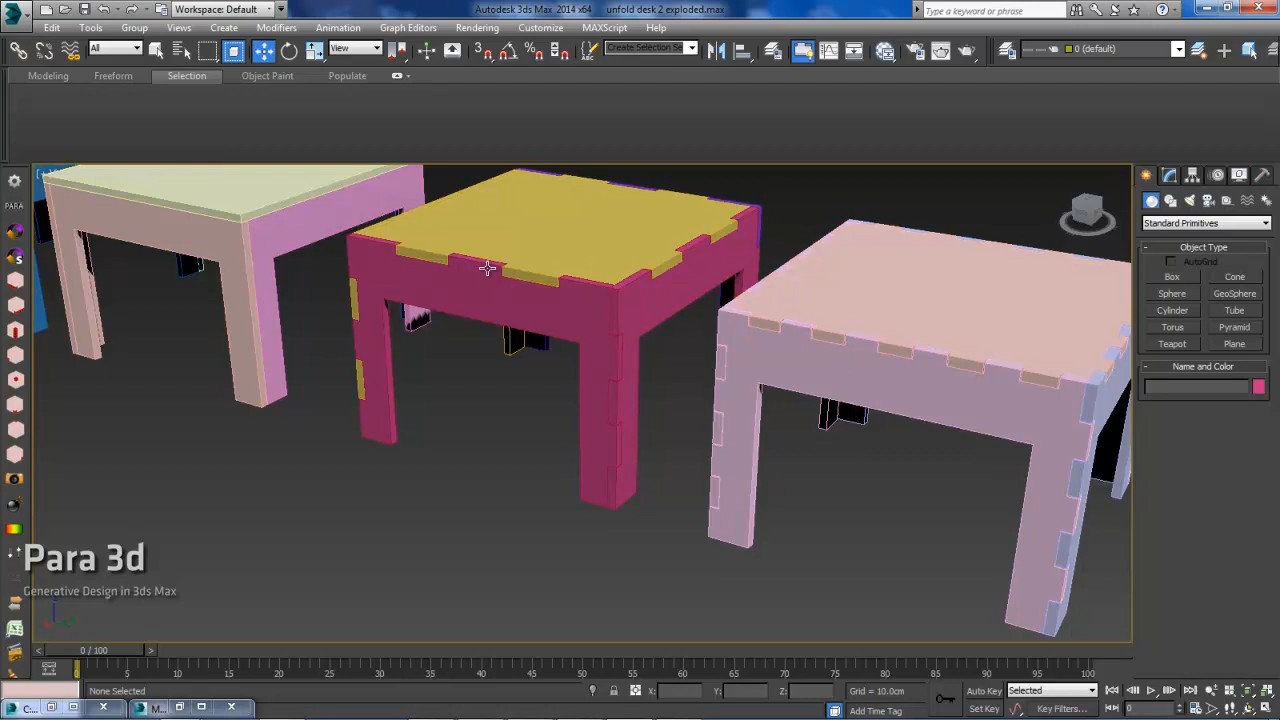 Workspace: Default
Autodesk 3ds Max 2014 x64    unfold desk 2 exploded.max
Type a keyword or phrase
Edit Tools Group Views Create Modifiers Animation Graph Editors Rendering Customize MAXScript Help
All
View
Create Selection Se
0 (default)
Modeling Freeform Selection Object Paint Populate
PARA
Standard Primitives
Object Type
AutoGrid
Box Cone
Sphere GeoSphere
Cylinder Tube
Torus Pyramid
Teapot Plane
Name and Color
Para 3d
Generative Design in 3ds Max
0 / 100
0 5 10 15 20 25 30 35 40 45 50 55 60 65 70 75 80 85 90 95 100
None Selected
X: Y: Z:
Grid = 10.0cm
Auto Key
Selected
Add Time Tag
Set Key
Key Filters...
0
C:...
M...